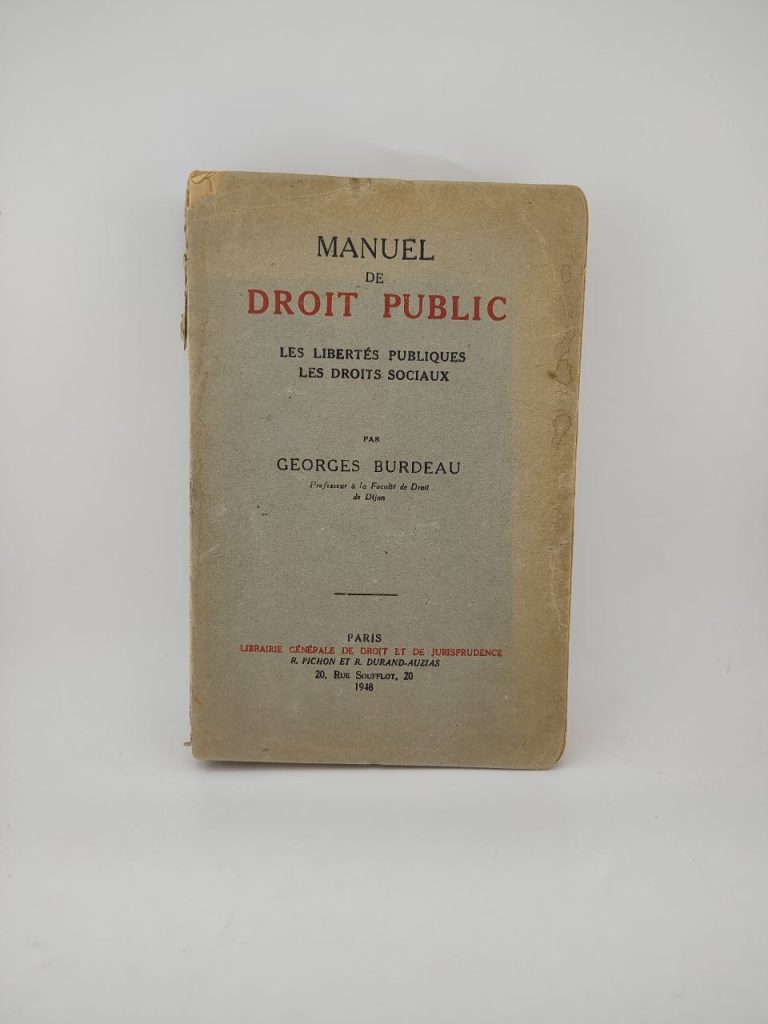 MANUEL
DE
DROIT PUBLIC
LES LIBERTÉS PUBLIQUES
LES DROITS SOCIAUX
PAR
GEORGES BURDEAU
Professeur à la Faculté de Droit
de Dijon
PARIS
LIBRAIRIE GÉNÉRALE DE DROIT ET DE JURISPRUDENCE
R. PICHON ET R. DURAND-AUZIAS
20, RUE SOUFFLOT, 20
1948